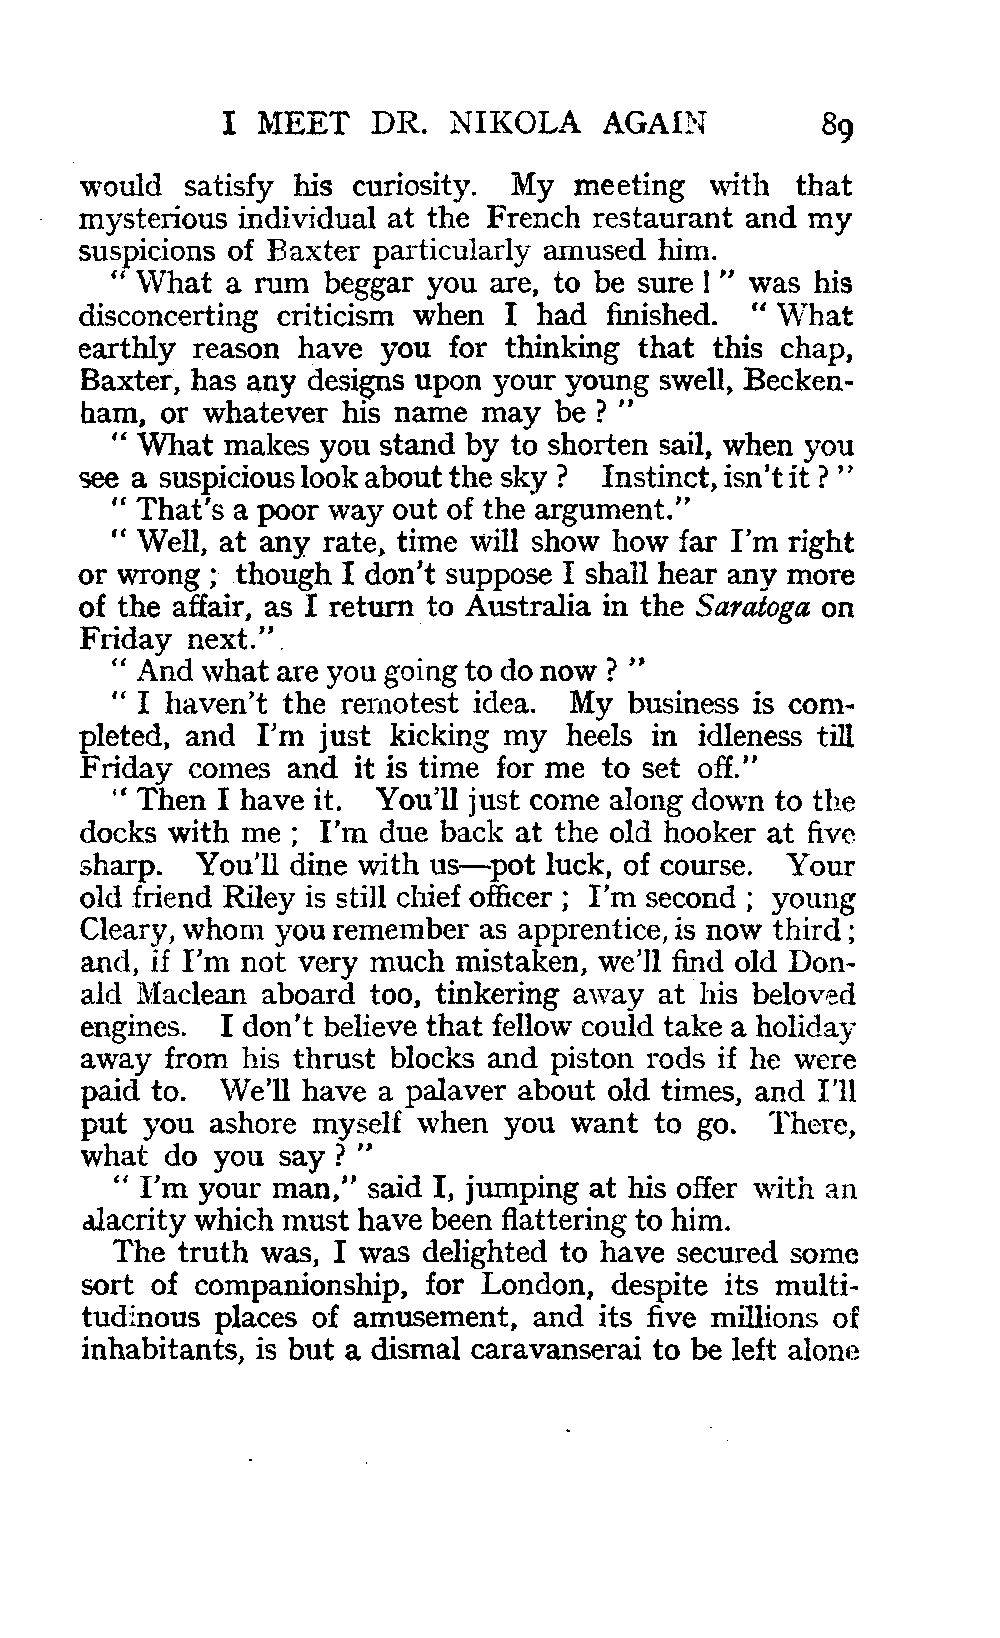 I MEET DR. NIKOLA AGAIN 89
would satisfy his curiosity. My meeting with that
mysterious individual at the French restaurant and my
suspicions of Baxter particularly amused him.
“ What a rum beggar you are, to be sure ! ” was his
disconcerting criticism when I had finished. “ What
earthly reason have you for thinking that this chap,
Baxter, has any designs upon your young swell, Becken-
ham, or whatever his name may be ? ”
“ What makes you stand by to shorten sail, when you
see a suspicious look about the sky ? Instinct, isn't it ? ”
“ That's a poor way out of the argument.”
“ Well, at any rate, time will show how far I'm right
or wrong ; though I don't suppose I shall hear any more
of the affair, as I return to Australia in the Saratoga on
Friday next.”
“ And what are you going to do now ? ”
“ I haven't the remotest idea. My business is com-
pleted, and I'm just kicking my heels in idleness till
Friday comes and it is time for me to set off.”
“ Then I have it. You'll just come along down to the
docks with me ; I'm due back at the old hooker at five
sharp. You'll dine with us—pot luck, of course. Your
old friend Riley is still chief officer ; I'm second ; young
Cleary, whom you remember as apprentice, is now third ;
and, if I'm not very much mistaken, we'll find old Don-
ald Maclean aboard too, tinkering away at his beloved
engines. I don't believe that fellow could take a holiday
away from his thrust blocks and piston rods if he were
paid to. We'll have a palaver about old times, and I'll
put you ashore myself when you want to go. There,
what do you say ? ”
“ I'm your man,” said I, jumping at his offer with an
alacrity which must have been flattering to him.
The truth was, I was delighted to have secured some
sort of companionship, for London, despite its multi-
tudinous places of amusement, and its five millions of
inhabitants, is but a dismal caravanserai to be left alone